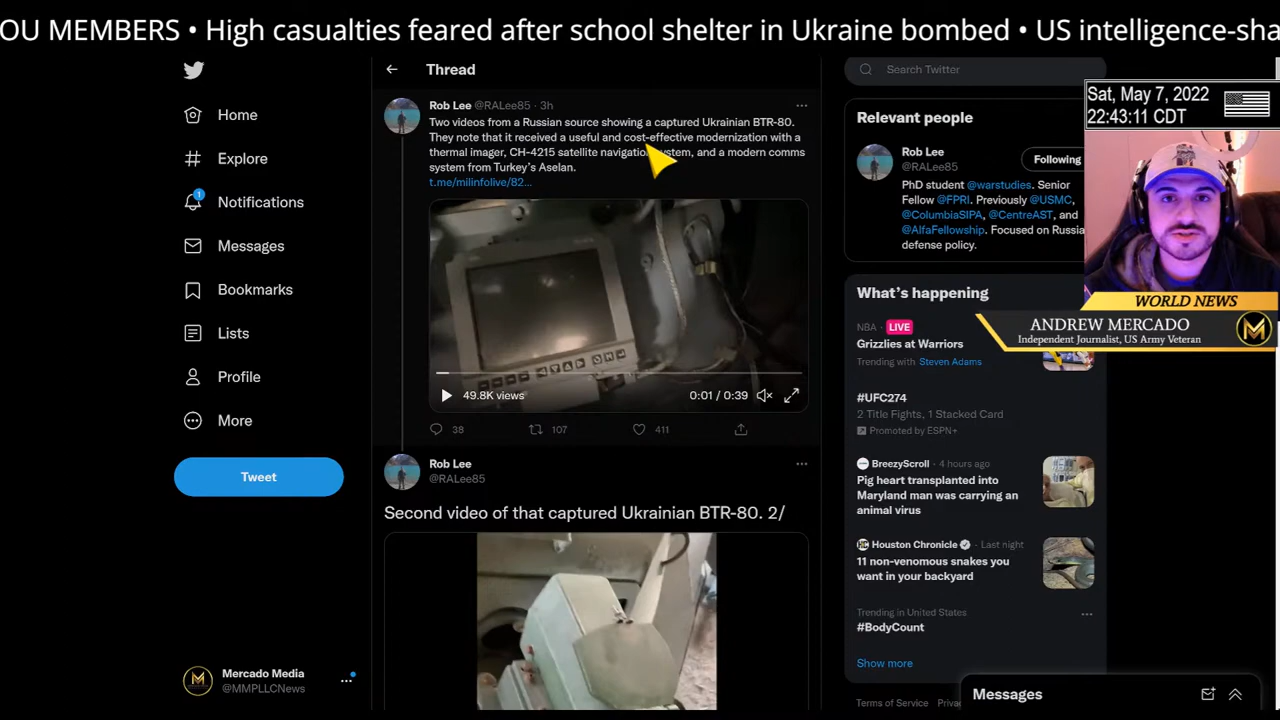 OU MEMBERS • High casualties feared after school shelter in Ukraine bombed • US intelligence-sha
Home
Explore
1
Notifications
Messages
Bookmarks
Lists
Profile
More
Tweet
Mercado Media
@MMPLLCNews
Thread
Rob Lee @RALee85 · 3h
Two videos from a Russian source showing a captured Ukrainian BTR-80.
They note that it received a useful and cost-effective modernization with a
thermal imager, CH-4215 satellite navigation system, and a modern comms
system from Turkey's Aselan.
t.me/milinfolive/82...
49.8K views
0:01 / 0:39
38
107
411
Rob Lee
@RALee85
Second video of that captured Ukrainian BTR-80. 2/
Search Twitter
Relevant people
Rob Lee
@RALee85
Following
PhD student @warstudies. Senior
Fellow @FPRI. Previously @USMC,
@ColumbiaSIPA, @CentreAST, and
@AlfaFellowship. Focused on Russia
defense policy.
What's happening
NBA · LIVE
Grizzlies at Warriors
Trending with Steven Adams
#UFC274
2 Title Fights, 1 Stacked Card
Promoted by ESPN+
BreezyScroll · 4 hours ago
Pig heart transplanted into
Maryland man was carrying an
animal virus
Houston Chronicle · Last night
11 non-venomous snakes you
want in your backyard
Trending in United States
#BodyCount
Show more
Terms of Service
Messages
Sat, May 7, 2022
22:43:11 CDT
WORLD NEWS
ANDREW MERCADO
Independent Journalist, US Army Veteran
M